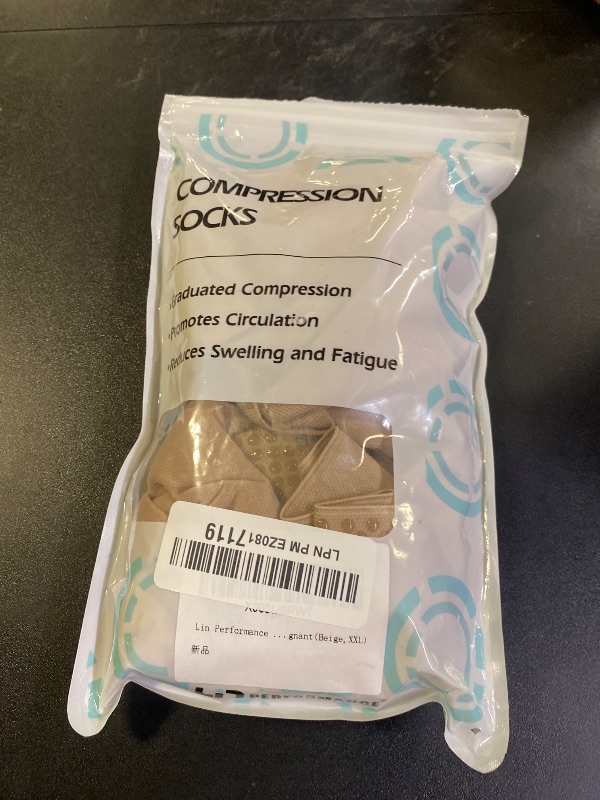 COMPRESSION
SOCKS
Graduated Compression
Promotes Circulation
Reduces Swelling and Fatigue
LPN PM EZ0817119
Lin Performance ...gnant(Beige,XXL)
新品
PERFORMANCE